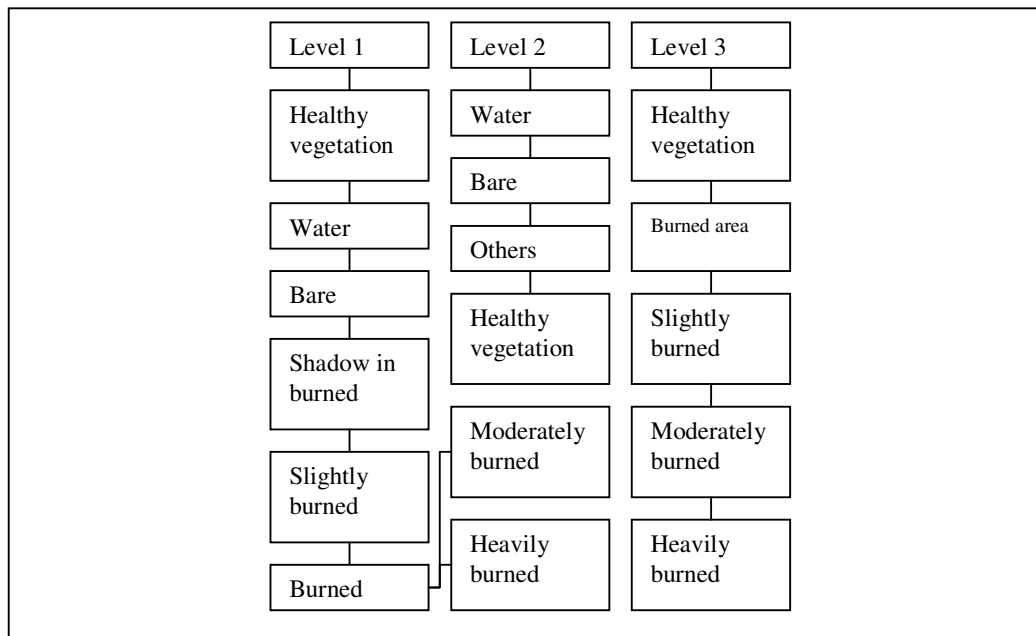 Level 1
Healthy
vegetation
Water
Bare
Shadow in
burned
Slightly
burned
Burned
Level 2
Water
Bare
Others
Healthy
vegetation
Moderately
burned
Heavily
burned
Level 3
Healthy
vegetation
Burned area
Slightly
burned
Moderately
burned
Heavily
burned